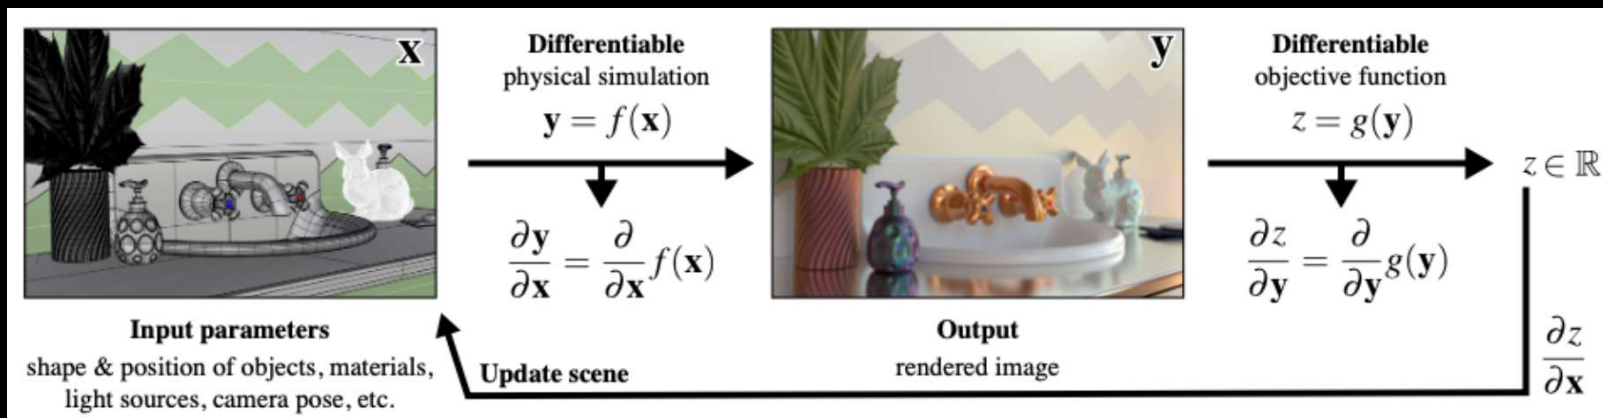 x
Differentiable
physical simulation
y = f(x)
∂y/∂x = ∂/∂x f(x)
y
Differentiable
objective function
z = g(y)
∂z/∂y = ∂/∂y g(y)
z ∈ ℝ
∂z/∂x
Input parameters
shape & position of objects, materials,
light sources, camera pose, etc.
Update scene
Output
rendered image